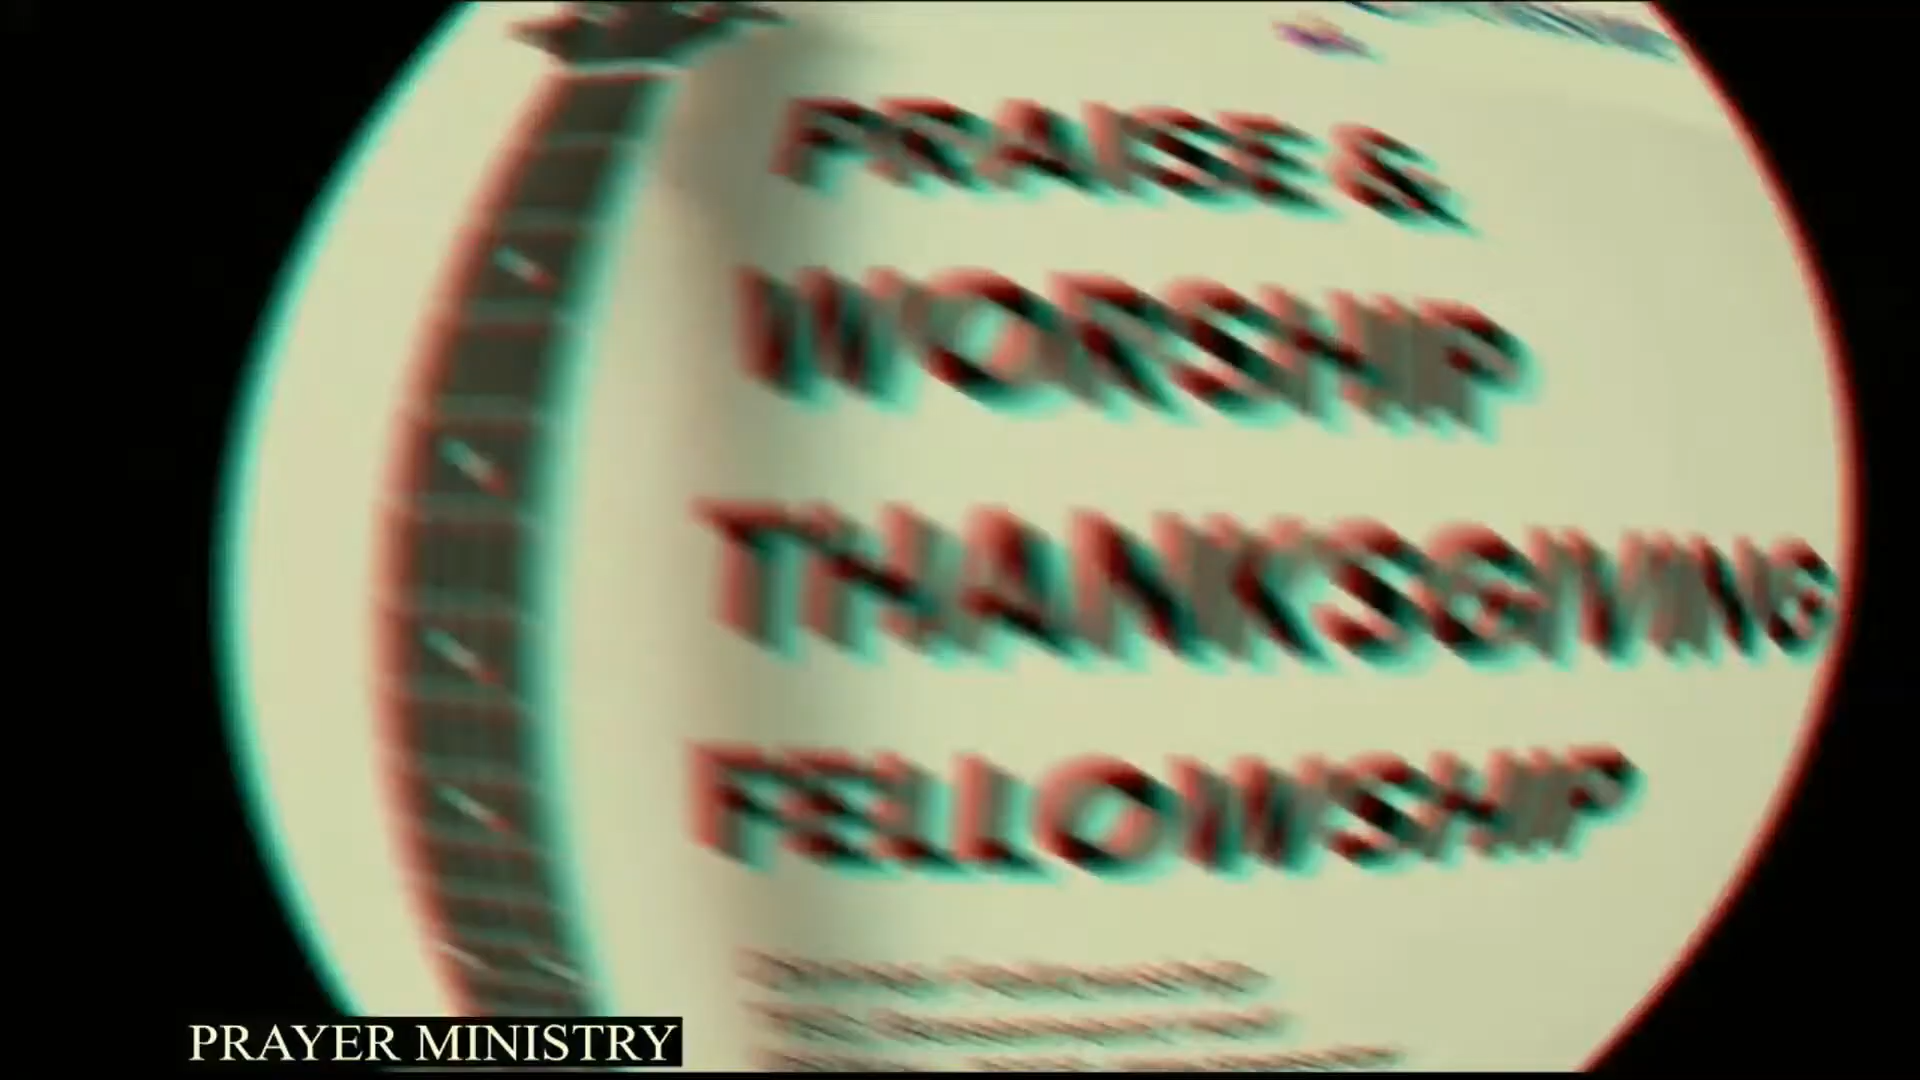 PRAISE &
WORSHIP
THANKSGIVING
FELLOWSHIP
PRAYER MINISTRY